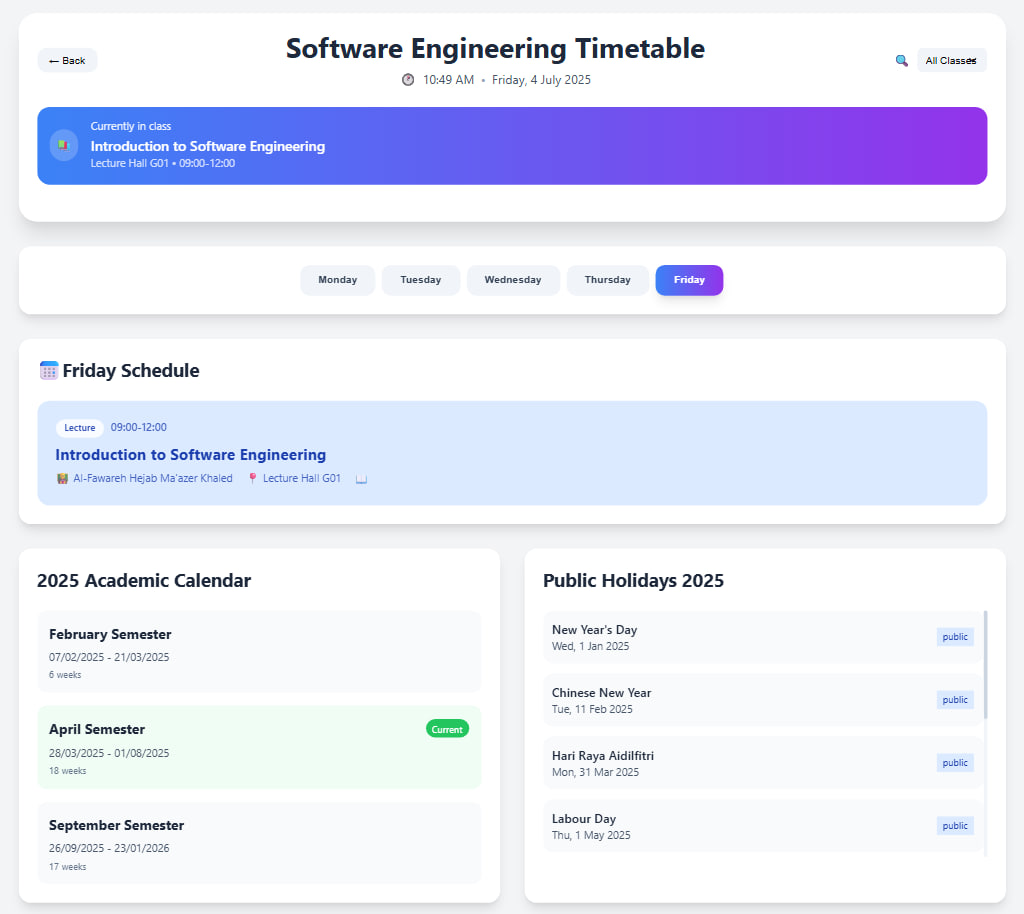 ← Back
Software Engineering Timetable
10:49 AM • Friday, 4 July 2025
All Classes
Currently in class
Introduction to Software Engineering
Lecture Hall G01 • 09:00-12:00
Monday
Tuesday
Wednesday
Thursday
Friday
Friday Schedule
Lecture 09:00-12:00
Introduction to Software Engineering
Al-Fawareh Hejab Ma'azer Khaled Lecture Hall G01
2025 Academic Calendar
February Semester
07/02/2025 - 21/03/2025
6 weeks
April Semester
Current
28/03/2025 - 01/08/2025
18 weeks
September Semester
26/09/2025 - 23/01/2026
17 weeks
Public Holidays 2025
New Year's Day
Wed, 1 Jan 2025
public
Chinese New Year
Tue, 11 Feb 2025
public
Hari Raya Aidilfitri
Mon, 31 Mar 2025
public
Labour Day
Thu, 1 May 2025
public